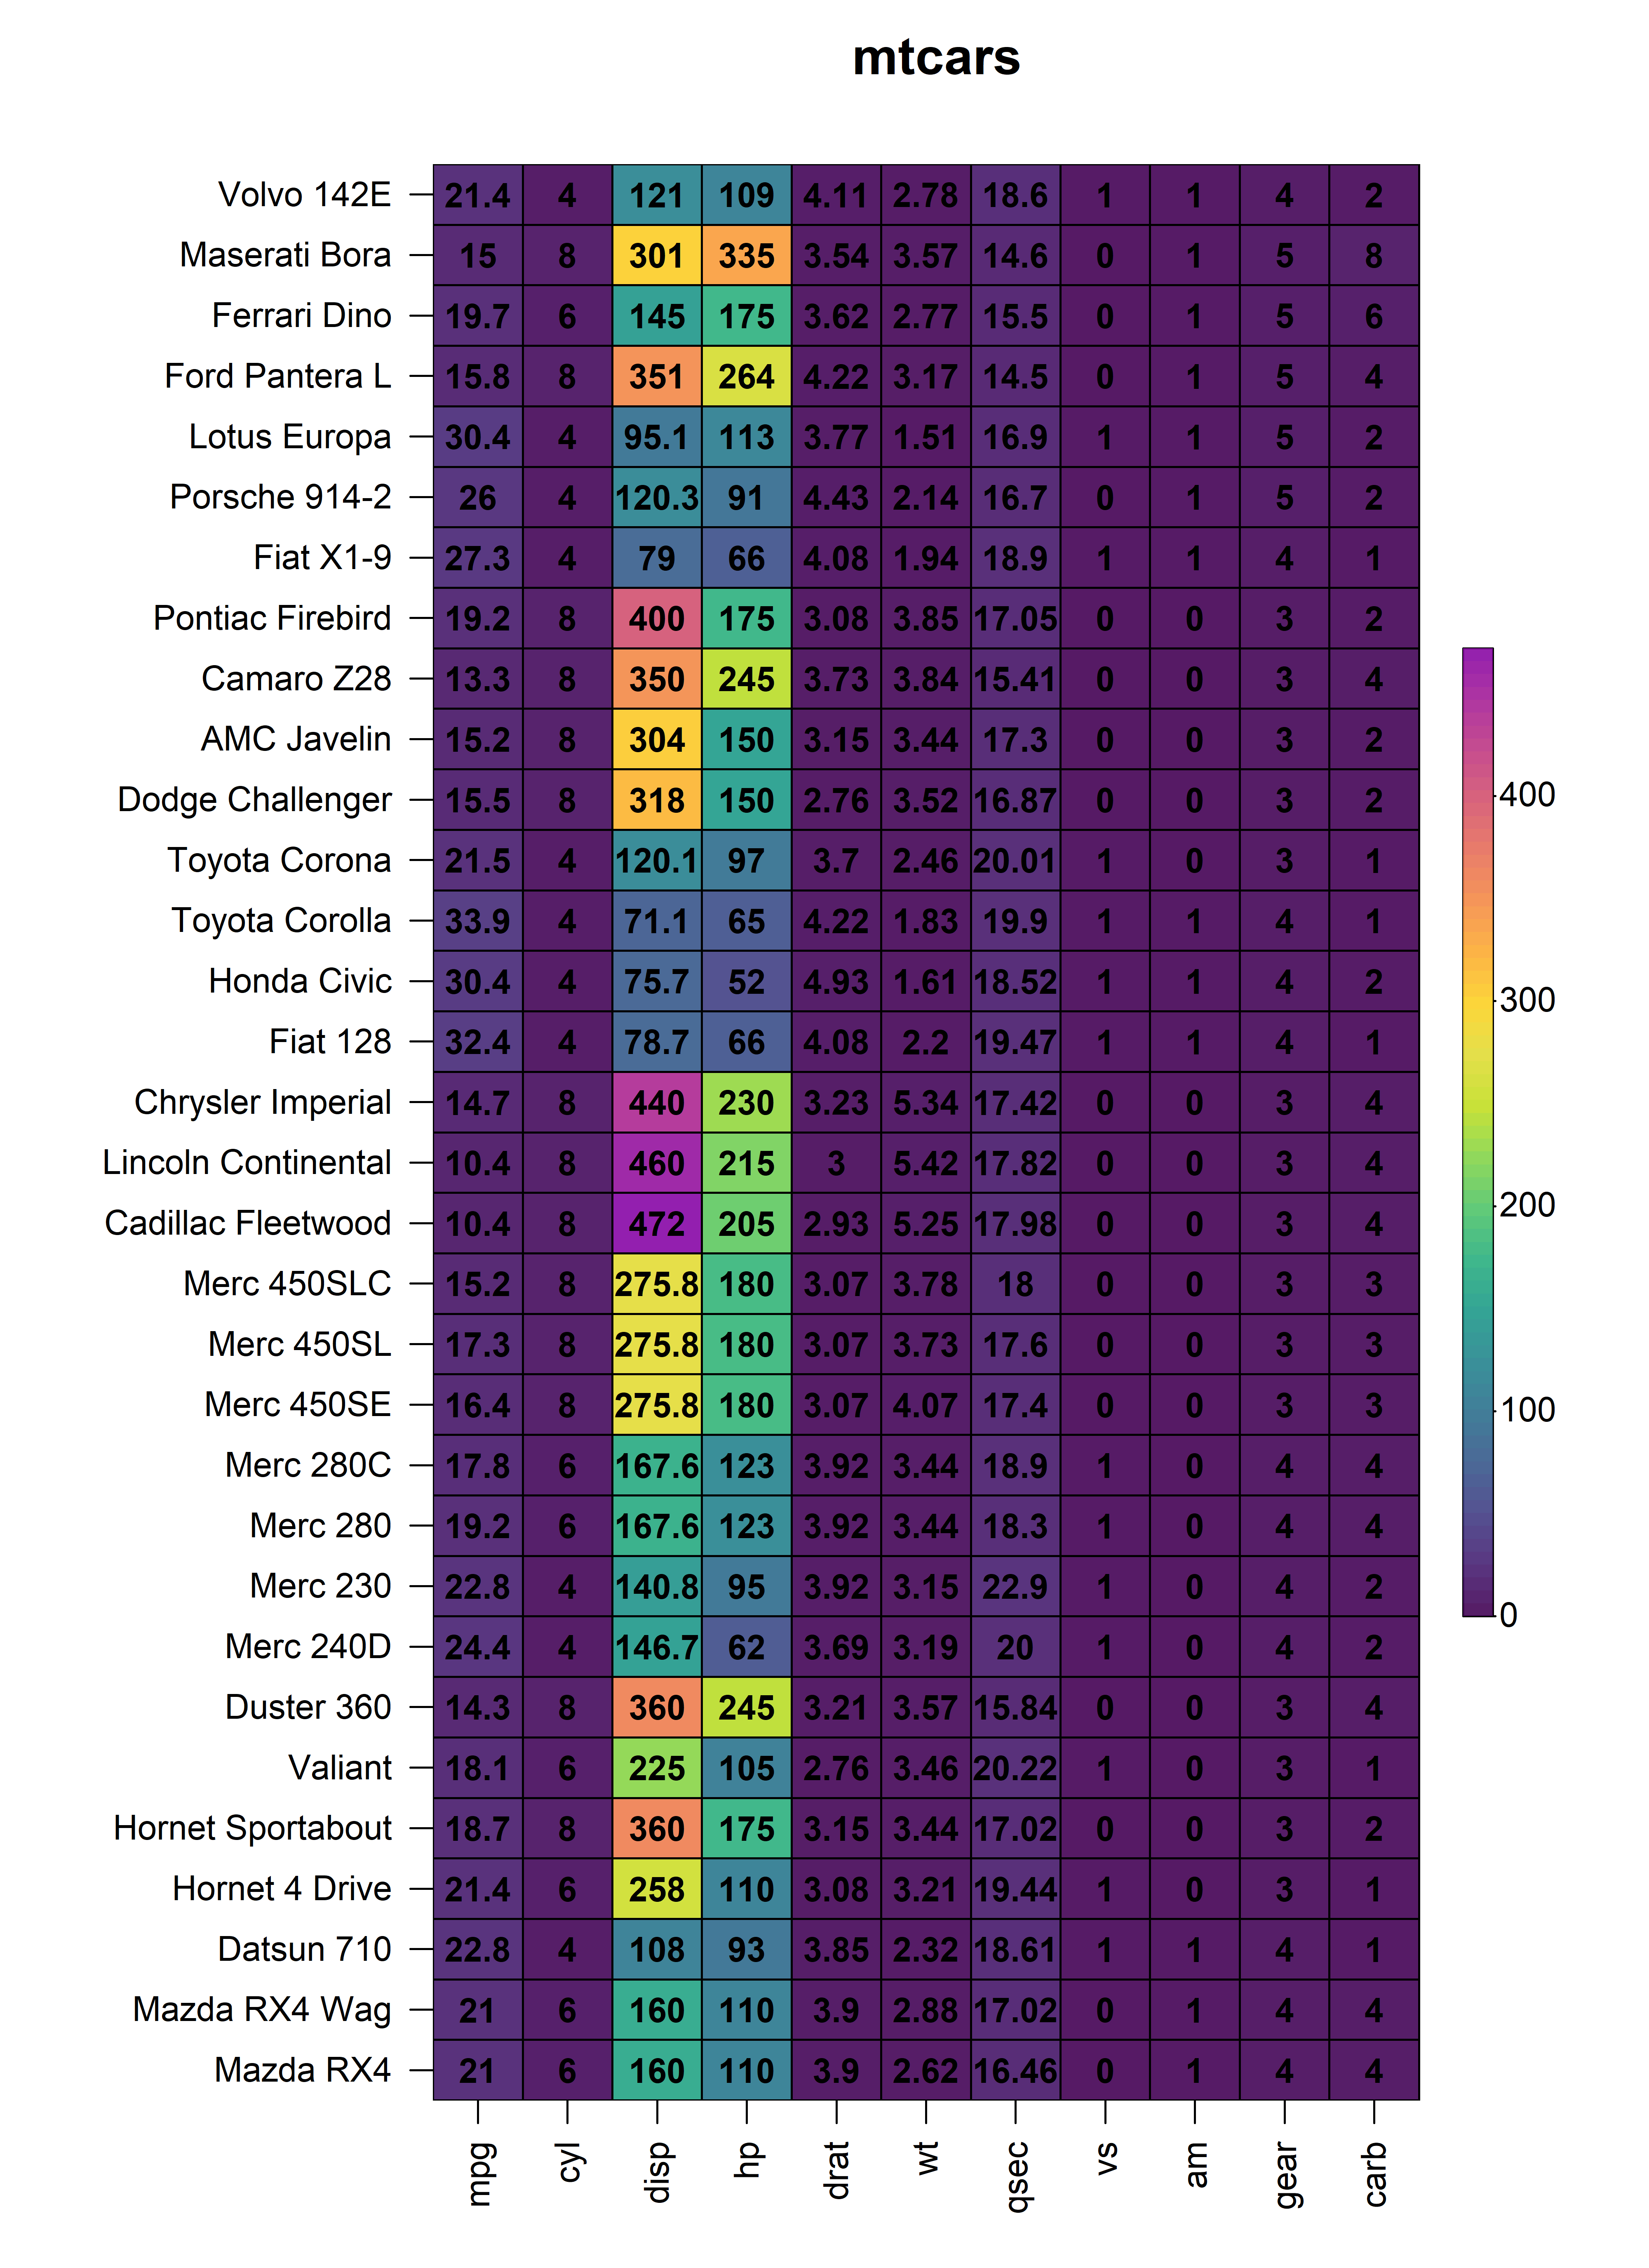 mtcars
Volvo 142E 21.4 4 121 109 4.11 2.78 18.6 1 1 4 2
Maserati Bora 15 8 301 335 3.54 3.57 14.6 0 1 5 8
Ferrari Dino 19.7 6 145 175 3.62 2.77 15.5 0 1 5 6
Ford Pantera L 15.8 8 351 264 4.22 3.17 14.5 0 1 5 4
Lotus Europa 30.4 4 95.1 113 3.77 1.51 16.9 1 1 5 2
Porsche 914-2 26 4 120.3 91 4.43 2.14 16.7 0 1 5 2
Fiat X1-9 27.3 4 79 66 4.08 1.94 18.9 1 1 4 1
Pontiac Firebird 19.2 8 400 175 3.08 3.85 17.05 0 0 3 2
Camaro Z28 13.3 8 350 245 3.73 3.84 15.41 0 0 3 4
AMC Javelin 15.2 8 304 150 3.15 3.44 17.3 0 0 3 2
Dodge Challenger 15.5 8 318 150 2.76 3.52 16.87 0 0 3 2
400
Toyota Corona 21.5 4 120.1 97 3.7 2.46 20.01 1 0 3 1
Toyota Corolla 33.9 4 71.1 65 4.22 1.83 19.9 1 1 4 1
Honda Civic 30.4 4 75.7 52 4.93 1.61 18.52 1 1 4 2
300
Fiat 128 32.4 4 78.7 66 4.08 2.2 19.47 1 1 4 1
Chrysler Imperial 14.7 8 440 230 3.23 5.34 17.42 0 0 3 4
Lincoln Continental 10.4 8 460 215 3 5.42 17.82 0 0 3 4
200
Cadillac Fleetwood 10.4 8 472 205 2.93 5.25 17.98 0 0 3 4
Merc 450SLC 15.2 8 275.8 180 3.07 3.78 18 0 0 3 3
Merc 450SL 17.3 8 275.8 180 3.07 3.73 17.6 0 0 3 3
Merc 450SE 16.4 8 275.8 180 3.07 4.07 17.4 0 0 3 3
100
Merc 280C 17.8 6 167.6 123 3.92 3.44 18.9 1 0 4 4
Merc 280 19.2 6 167.6 123 3.92 3.44 18.3 1 0 4 4
Merc 230 22.8 4 140.8 95 3.92 3.15 22.9 1 0 4 2
0
Merc 240D 24.4 4 146.7 62 3.69 3.19 20 1 0 4 2
Duster 360 14.3 8 360 245 3.21 3.57 15.84 0 0 3 4
Valiant 18.1 6 225 105 2.76 3.46 20.22 1 0 3 1
Hornet Sportabout 18.7 8 360 175 3.15 3.44 17.02 0 0 3 2
Hornet 4 Drive 21.4 6 258 110 3.08 3.21 19.44 1 0 3 1
Datsun 710 22.8 4 108 93 3.85 2.32 18.61 1 1 4 1
Mazda RX4 Wag 21 6 160 110 3.9 2.88 17.02 0 1 4 4
Mazda RX4 21 6 160 110 3.9 2.62 16.46 0 1 4 4
mpg cyl disp hp drat wt qsec vs am gear carb